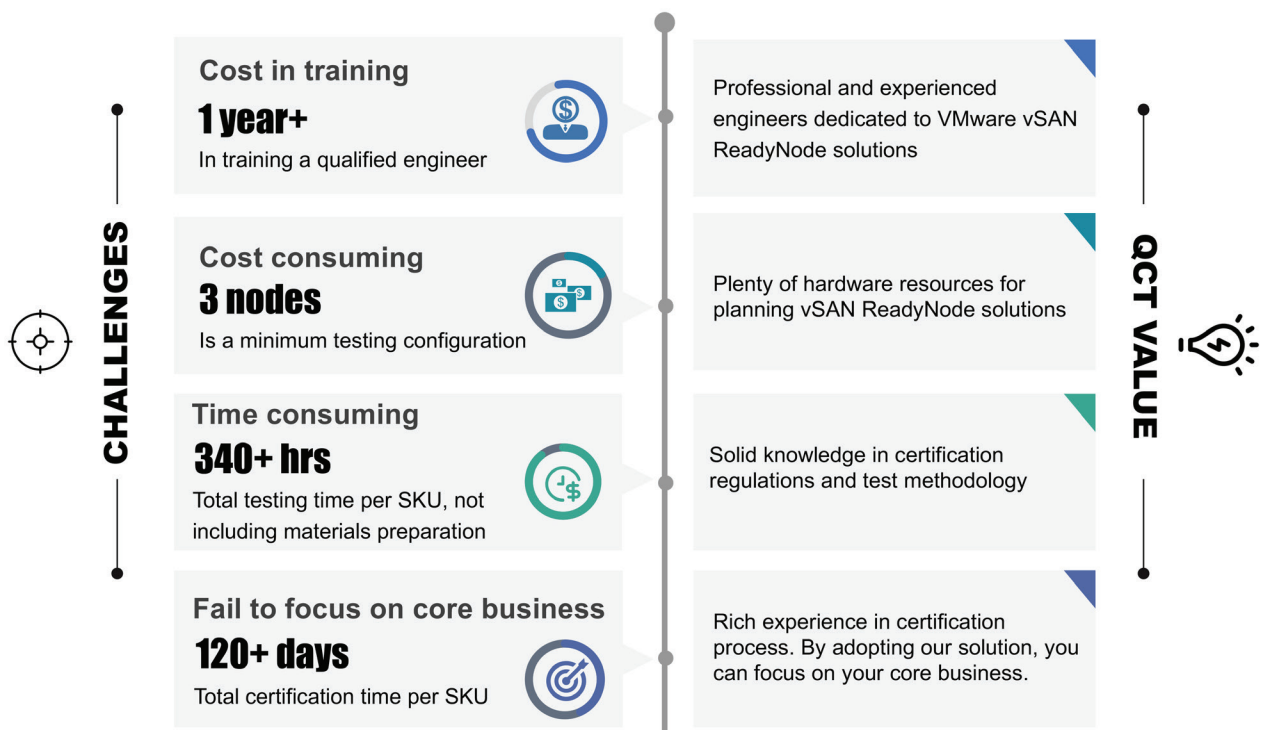 CHALLENGES
Cost in training
1 year+
In training a qualified engineer
Professional and experienced
engineers dedicated to VMware vSAN
ReadyNode solutions
Cost consuming
3 nodes
Is a minimum testing configuration
Plenty of hardware resources for
planning vSAN ReadyNode solutions
Time consuming
340+ hrs
Total testing time per SKU, not
including materials preparation
Solid knowledge in certification
regulations and test methodology
Fail to focus on core business
120+ days
Total certification time per SKU
Rich experience in certification
process. By adopting our solution, you
can focus on your core business.
QCT VALUE